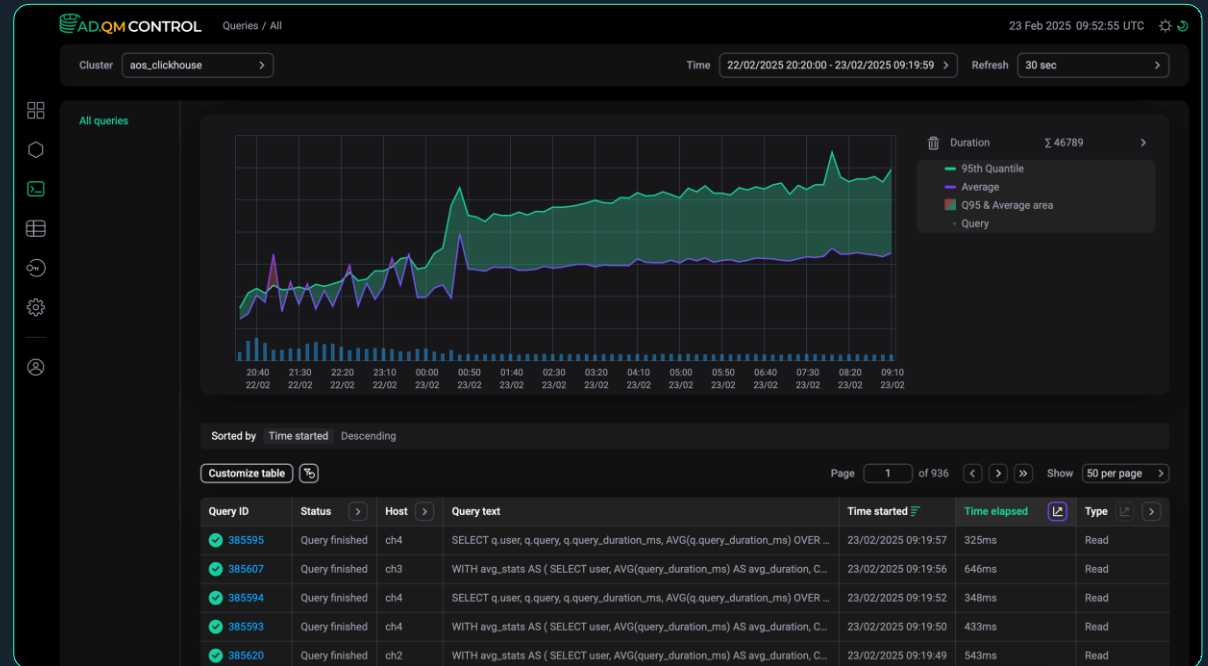 AD.QM CONTROL Queries / All 23 Feb 2025 09:52:55 UTC
Cluster aos_clickhouse Time 22/02/2025 20:20:00 - 23/02/2025 09:19:59 Refresh 30 sec
All queries
Duration Σ 46789
95th Quantile
Average
Q95 & Average area
Query
20:40 21:30 22:20 23:10 00:00 00:50 01:40 02:30 03:20 04:10 05:00 05:50 06:40 07:30 08:20 09:10
22/02 22/02 22/02 22/02 23/02 23/02 23/02 23/02 23/02 23/02 23/02 23/02 23/02 23/02 23/02 23/02
Sorted by Time started Descending
Customize table Page 1 of 936 Show 50 per page
Query ID Status Host Query text Time started Time elapsed Type
385595 Query finished ch4 SELECT q.user, q.query, q.query_duration_ms, AVG(q.query_duration_ms) OVER ... 23/02/2025 09:19:57 325ms Read
385607 Query finished ch3 WITH avg_stats AS ( SELECT user, AVG(query_duration_ms) AS avg_duration, C... 23/02/2025 09:19:56 646ms Read
385594 Query finished ch4 SELECT q.user, q.query, q.query_duration_ms, AVG(q.query_duration_ms) OVER ... 23/02/2025 09:19:52 348ms Read
385593 Query finished ch4 WITH avg_stats AS ( SELECT user, AVG(query_duration_ms) AS avg_duration, C... 23/02/2025 09:19:50 433ms Read
385620 Query finished ch2 WITH avg_stats AS ( SELECT user, AVG(query_duration_ms) AS avg_duration, C... 23/02/2025 09:19:49 543ms Read